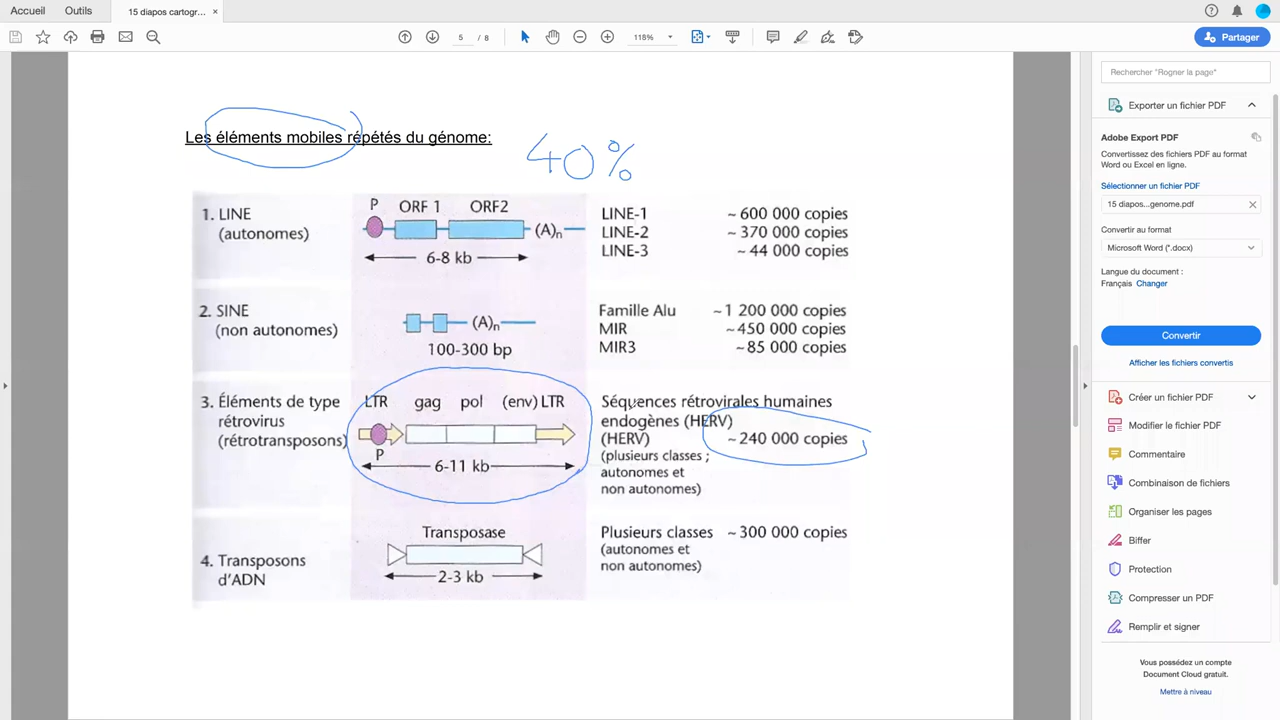 Accueil Outils 15 diapos cartogr... ×
5 / 8 118% Partager
Les éléments mobiles répétés du génome:
40%
1. LINE
(autonomes)
P ORF 1 ORF2
(A)n
6-8 kb
LINE-1 ~ 600 000 copies
LINE-2 ~ 370 000 copies
LINE-3 ~ 44 000 copies
2. SINE
(non autonomes)
(A)n
100-300 bp
Famille Alu ~ 1 200 000 copies
MIR ~ 450 000 copies
MIR3 ~ 85 000 copies
3. Éléments de type
rétrovirus
(rétrotransposons)
LTR gag pol (env) LTR
P
6-11 kb
Séquences rétrovirales humaines
endogènes (HERV)
(HERV) ~ 240 000 copies
(plusieurs classes ;
autonomes et
non autonomes)
4. Transposons
d'ADN
Transposase
2-3 kb
Plusieurs classes ~ 300 000 copies
(autonomes et
non autonomes)
Rechercher "Rogner la page"
Exporter un fichier PDF
Adobe Export PDF
Convertissez des fichiers PDF au format
Word ou Excel en ligne.
Sélectionner un fichier PDF
15 diapos...genome.pdf
Convertir au format
Microsoft Word (*.docx)
Langue du document :
Français Changer
Convertir
Afficher les fichiers convertis
Créer un fichier PDF
Modifier le fichier PDF
Commentaire
Combinaison de fichiers
Organiser les pages
Biffer
Protection
Compresser un PDF
Remplir et signer
Vous possédez un compte
Document Cloud gratuit.
Mettre à niveau